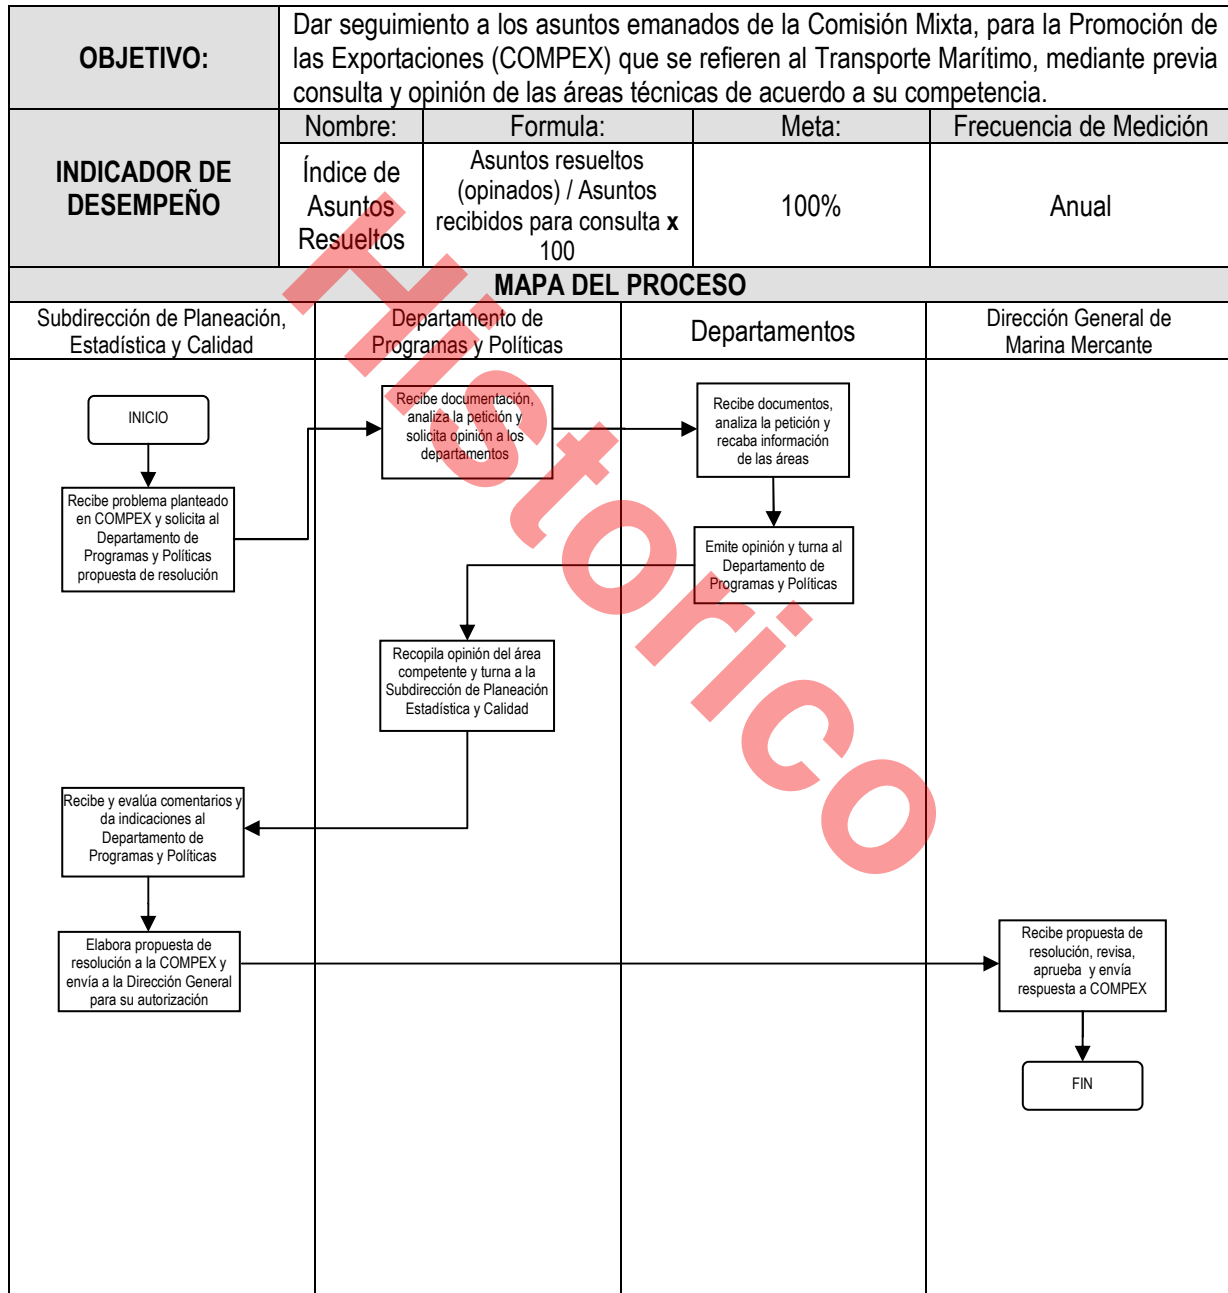 OBJETIVO:
Dar seguimiento a los asuntos emanados de la Comisión Mixta, para la Promoción de
las Exportaciones (COMPEX) que se refieren al Transporte Marítimo, mediante previa
consulta y opinión de las áreas técnicas de acuerdo a su competencia.
INDICADOR DE
DESEMPEÑO
Nombre:
Formula:
Meta:
Frecuencia de Medición
Índice de
Asuntos
Resueltos
Asuntos resueltos
(opinados) / Asuntos
recibidos para consulta x
100
100%
Anual
MAPA DEL PROCESO
Subdirección de Planeación,
Estadística y Calidad
Departamento de
Programas y Políticas
Departamentos
Dirección General de
Marina Mercante
INICIO
Recibe problema planteado
en COMPEX y solicita al
Departamento de
Programas y Políticas
propuesta de resolución
Recibe documentación,
analiza la petición y
solicita opinión a los
departamentos
Recibe documentos,
analiza la petición y
recaba información
de las áreas
Emite opinión y turna al
Departamento de
Programas y Políticas
Recopila opinión del área
competente y turna a la
Subdirección de Planeación
Estadística y Calidad
Recibe y evalúa comentarios y
da indicaciones al
Departamento de
Programas y Políticas
Elabora propuesta de
resolución a la COMPEX y
envía a la Dirección General
para su autorización
Recibe propuesta de
resolución, revisa,
aprueba y envía
respuesta a COMPEX
FIN
Historico